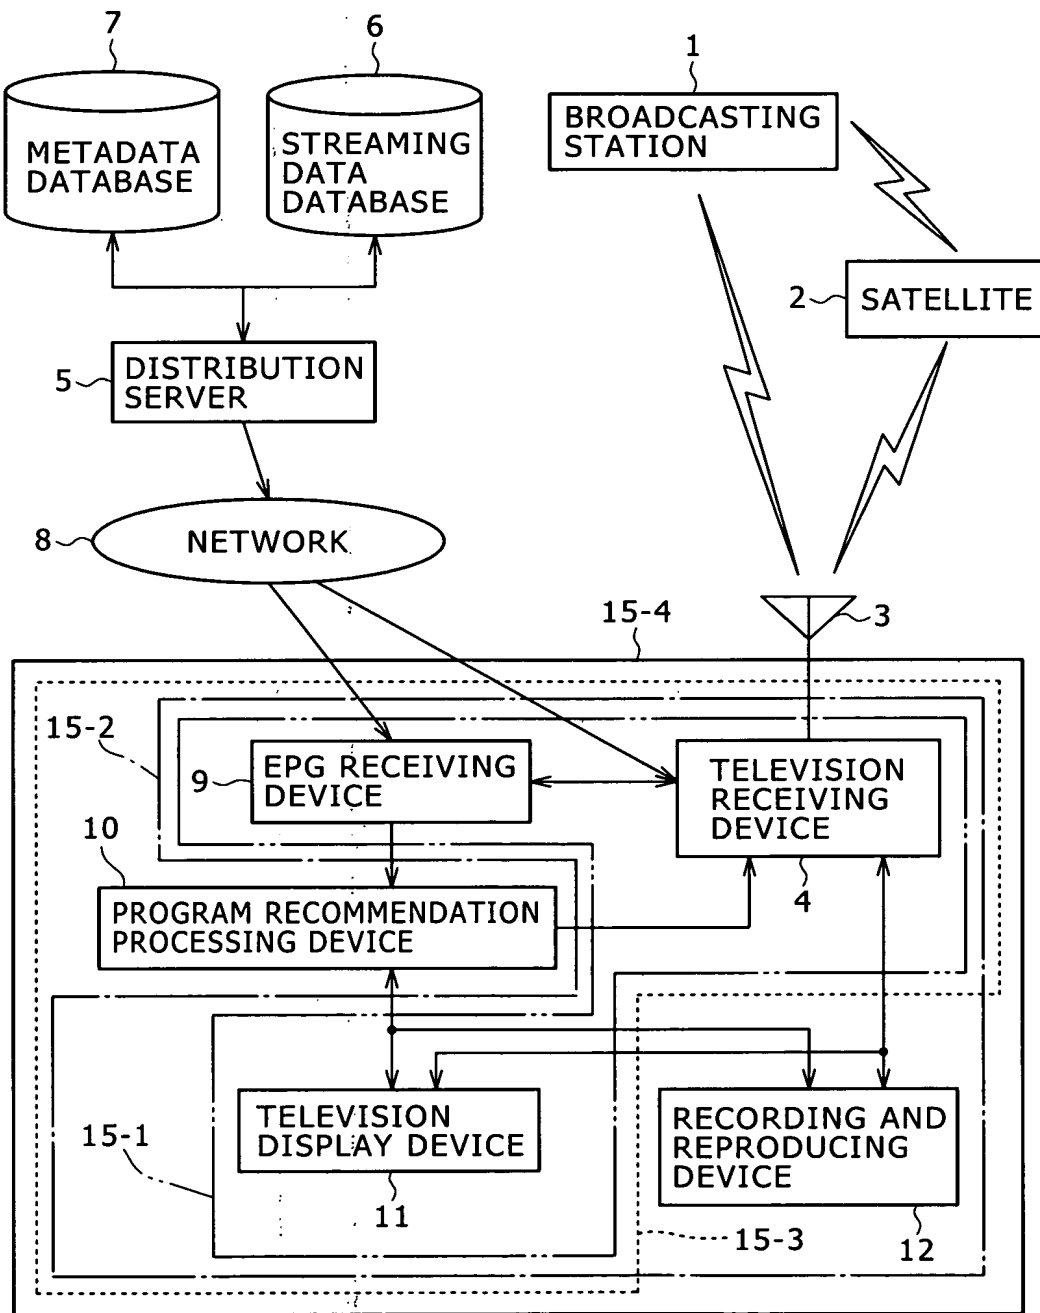 7
6
1
METADATA
DATABASE
STREAMING
DATA
DATABASE
BROADCASTING
STATION
2
SATELLITE
5
DISTRIBUTION
SERVER
8
NETWORK
15-4
3
15-2
9
EPG RECEIVING
DEVICE
TELEVISION
RECEIVING
DEVICE
10
4
PROGRAM RECOMMENDATION
PROCESSING DEVICE
15-1
TELEVISION
DISPLAY DEVICE
RECORDING AND
REPRODUCING
DEVICE
11
15-3
12